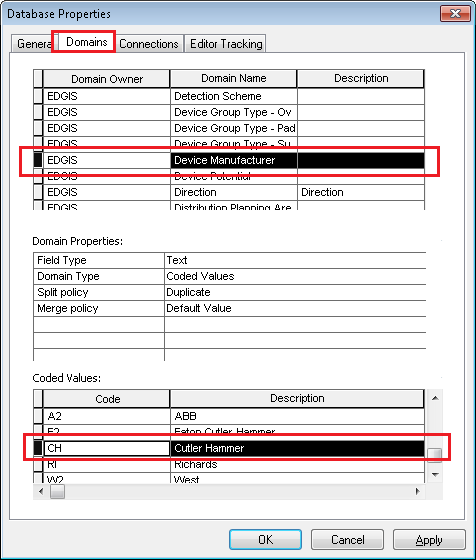 Database Properties
General Domains Connections Editor Tracking
Domain Owner Domain Name Description
EDGIS Detection Scheme
EDGIS Device Group Type - Ov
EDGIS Device Group Type - Pad
EDGIS Device Group Type - Su
EDGIS Device Manufacturer
EDGIS Device Potential
EDGIS Direction Direction
EDGIS Distribution Planning Are
Domain Properties:
Field Type Text
Domain Type Coded Values
Split policy Duplicate
Merge policy Default Value
Coded Values:
Code Description
A2 ABB
E2 Eaton Cutler Hammer
CH Cutler Hammer
RI Richards
W2 West
OK Cancel Apply